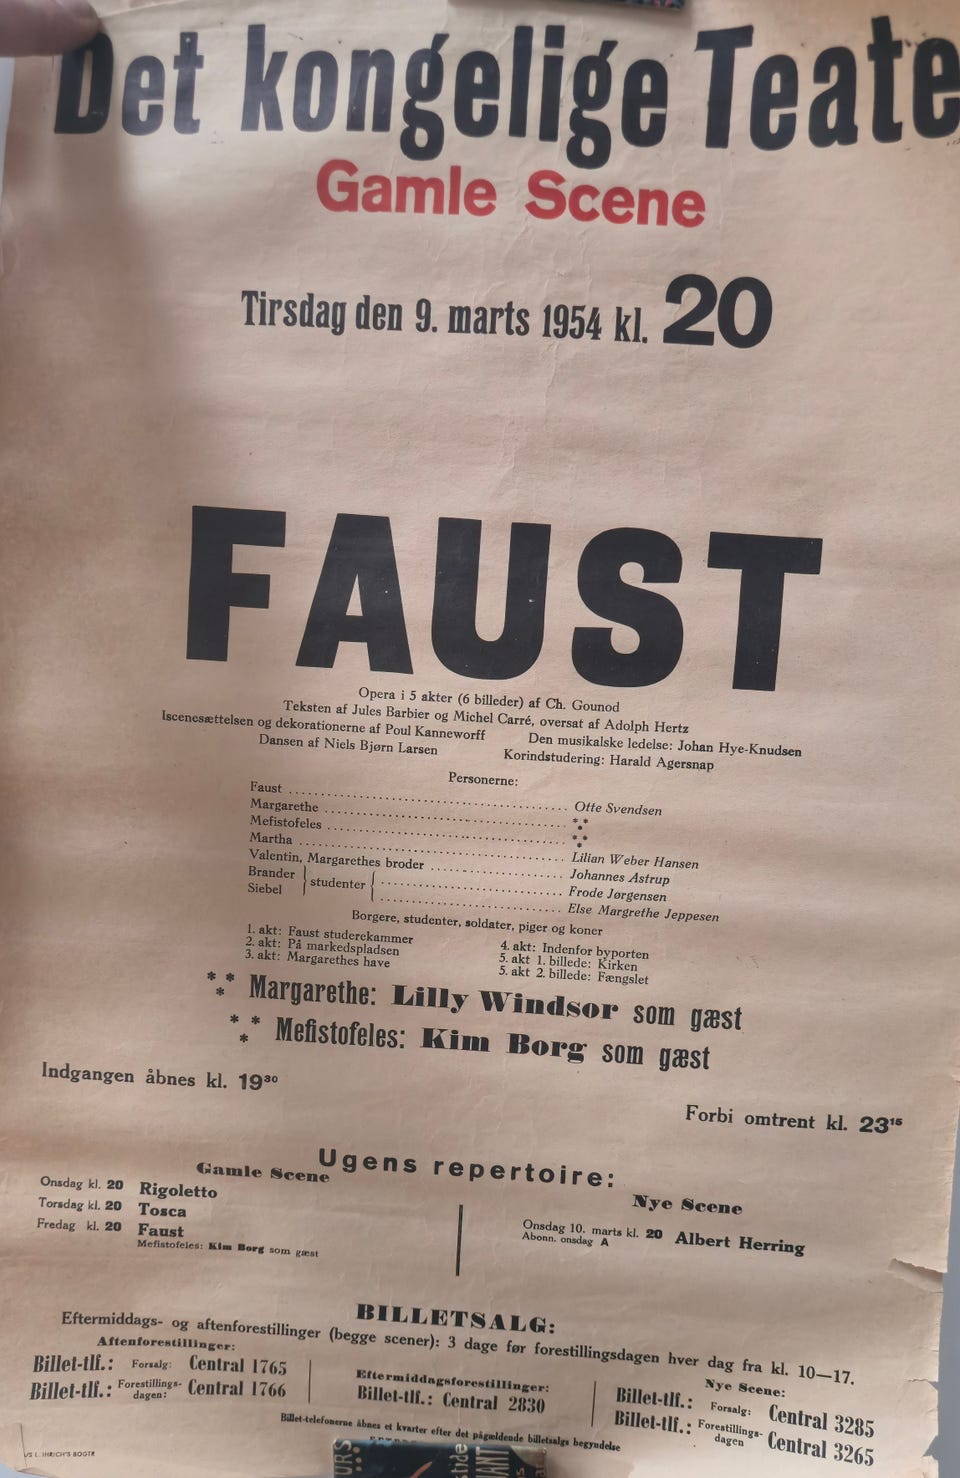 Det kongelige Teate
Gamle Scene
Tirsdag den 9. marts 1954 kl. 20
FAUST
Opera i 5 akter (6 billeder) af Ch. Gounod
Teksten af Jules Barbier og Michel Carré, oversat af Adolph Hertz
Iscenesættelsen og dekorationerne af Poul Kanneworff Den musikalske ledelse: Johan Hye-Knudsen
Dansen af Niels Bjørn Larsen Korindstudering: Harald Agersnap
Personerne:
Faust ........................................ Otte Svendsen
Margarethe ........................................ ***
Mefistofeles ........................................ ***
Martha ........................................ Lilian Weber Hansen
Valentin, Margarethes broder .................... Johannes Astrup
Brander } studenter { .............................. Frode Jørgensen
Siebel } studenter { .............................. Else Margrethe Jeppesen
Borgere, studenter, soldater, piger og koner
1. akt: Faust studerekammer
2. akt: På markedspladsen
3. akt: Margarethes have
4. akt: Indenfor byporten
5. akt 1. billede: Kirken
5. akt 2. billede: Fængslet
*** Margarethe: Lilly Windsor som gæst
*** Mefistofeles: Kim Borg som gæst
Indgangen åbnes kl. 19³⁰
Forbi omtrent kl. 23¹⁵
Ugens repertoire:
Gamle Scene
Onsdag kl. 20 Rigoletto
Torsdag kl. 20 Tosca
Fredag kl. 20 Faust
Mefistofeles: Kim Borg som gæst
Nye Scene
Onsdag 10. marts kl. 20 Albert Herring
Abonn. onsdag A
BILLETSALG:
Eftermiddags- og aftenforestillinger (begge scener): 3 dage før forestillingsdagen hver dag fra kl. 10—17.
Aftenforestillinger:
Billet-tlf.: Forsalg: Central 1765
Billet-tlf.: Forestillings-dagen: Central 1766
Eftermiddagsforestillinger:
Billet-tlf.: Central 2830
Nye Scene:
Billet-tlf.: Forsalg: Central 3285
Billet-tlf.: Forestillings-dagen Central 3265
Billet-telefonerne åbnes et kvarter efter det pågældende billetsalgs begyndelse